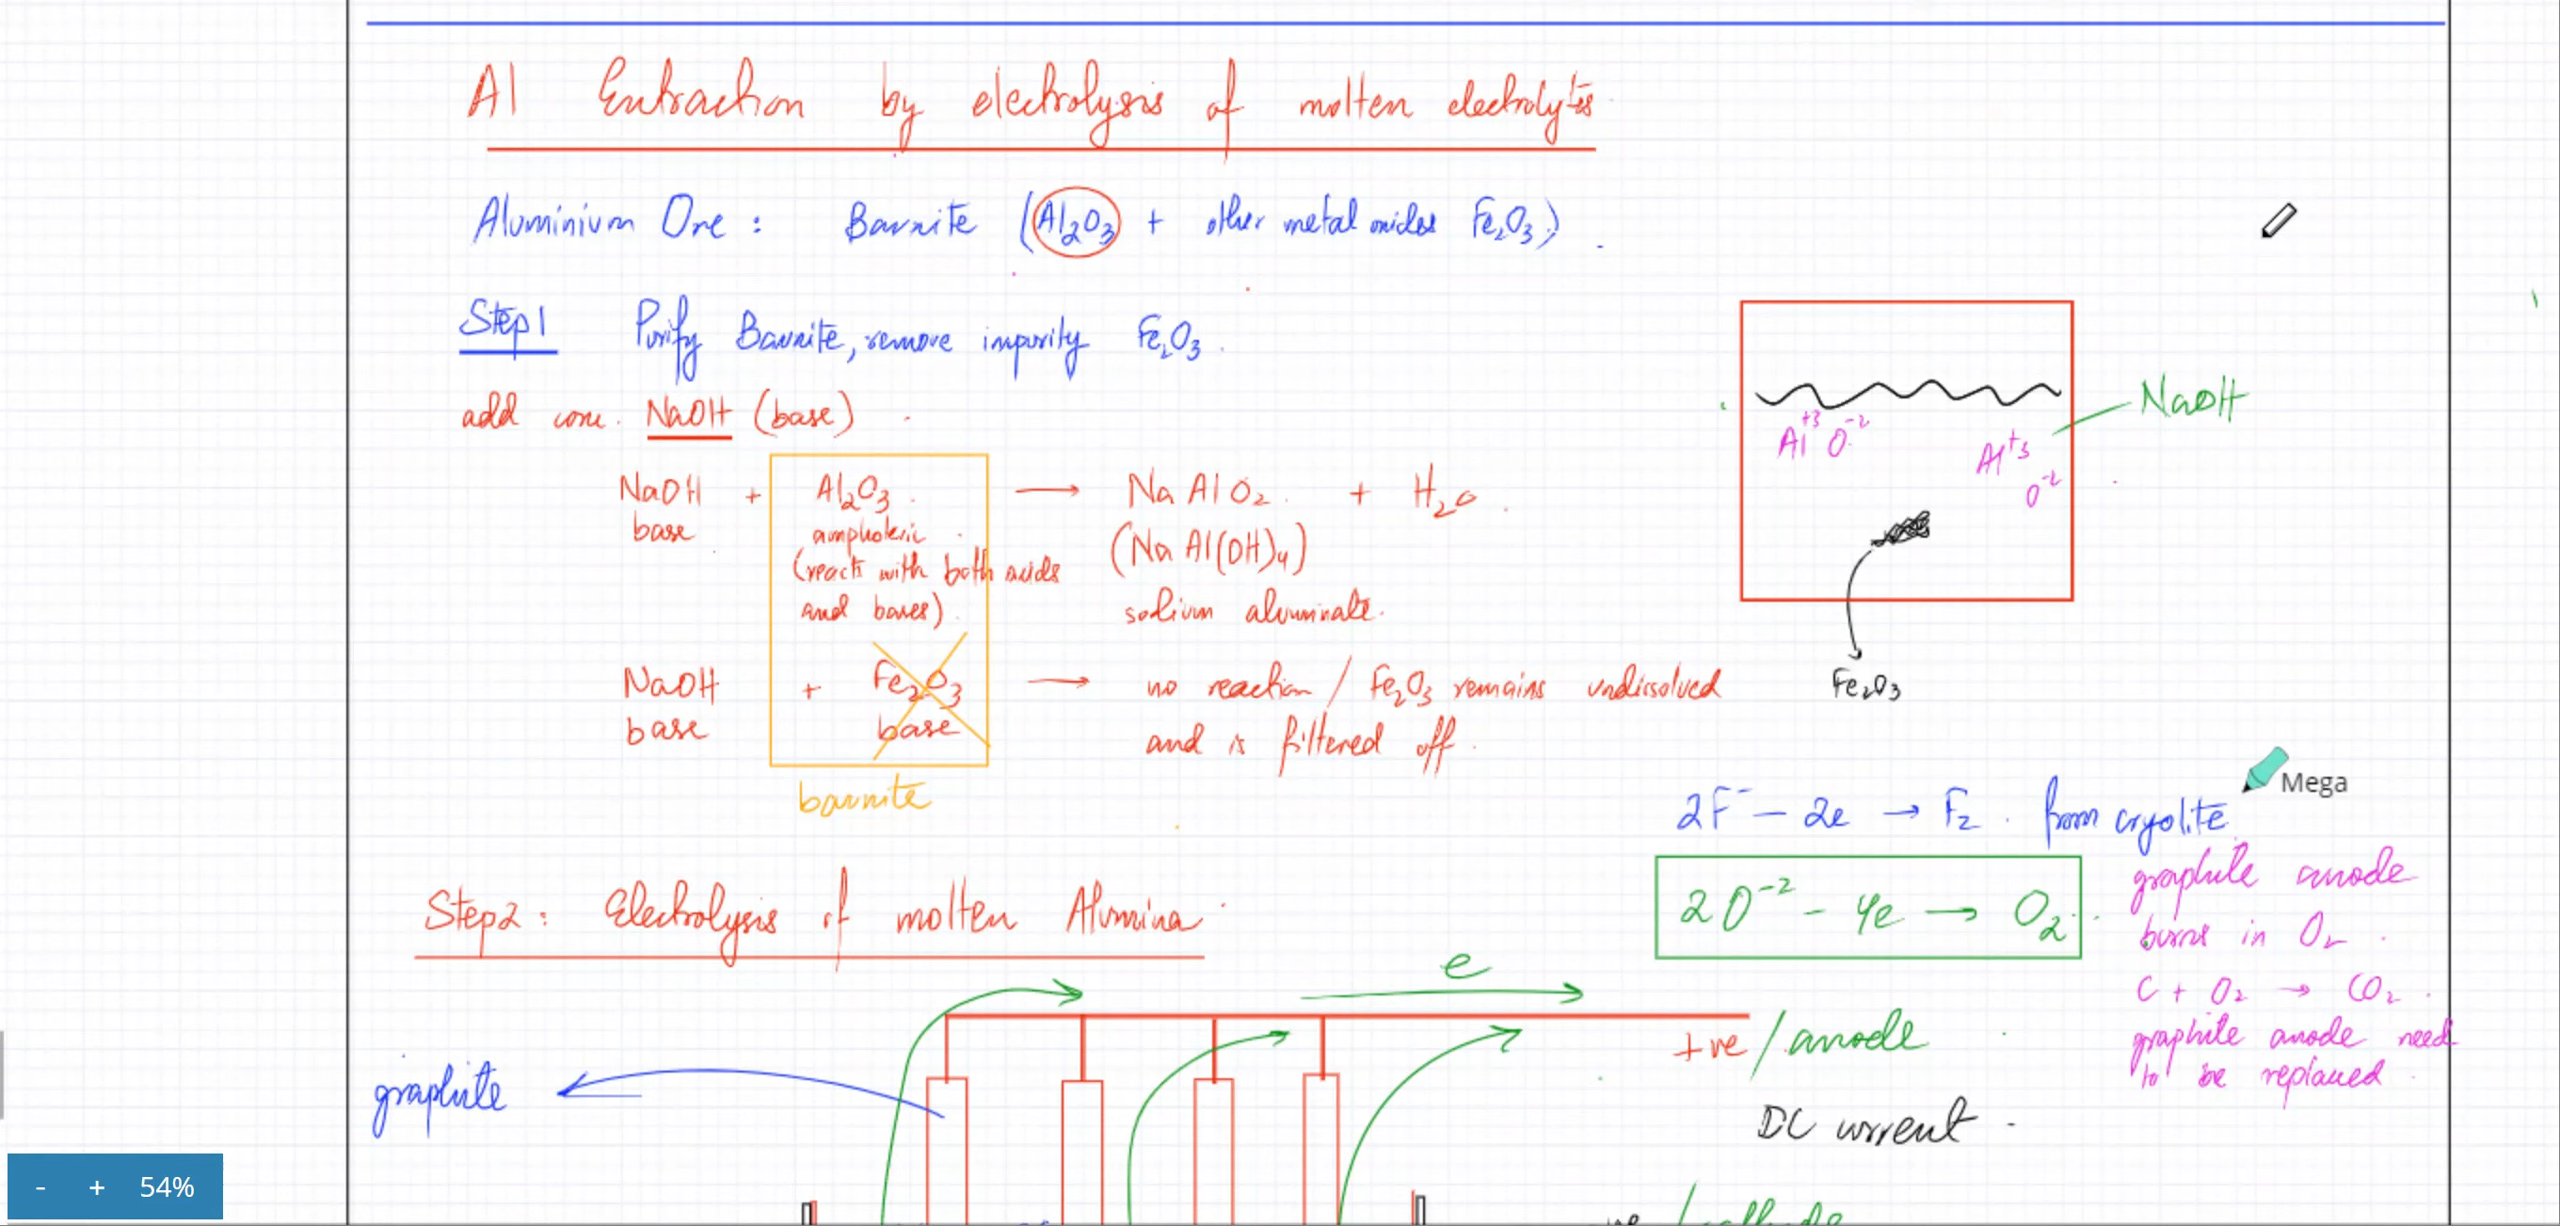 Al Extraction by electrolysis of molten electrolytes
Aluminium Ore : Bauxite (Al2O3 + other metal oxides Fe2O3)
Step1 Purify Bauxite, remove impurity Fe2O3.
add conc. NaOH (base)
NaOH + Al2O3 → NaAlO2 + H2O
base amphoteric (NaAl(OH)4)
(reacts with both acids
and bases) sodium aluminate.
NaOH + Fe2O3 → no reaction / Fe2O3 remains undissolved
base base and is filtered off.
bauxite
NaOH
Al+3 O-2
Al+3
O-2
Fe2O3
2F- - 2e → F2. from cryolite
Mega
2O-2 - 4e → O2
graphite anode
burns in O2.
C + O2 → CO2.
graphite anode need
to be replaced.
Step2: Electrolysis of molten Alumina
e
+ve / anode
graphite
DC current.
ve / cathode
- + 54%